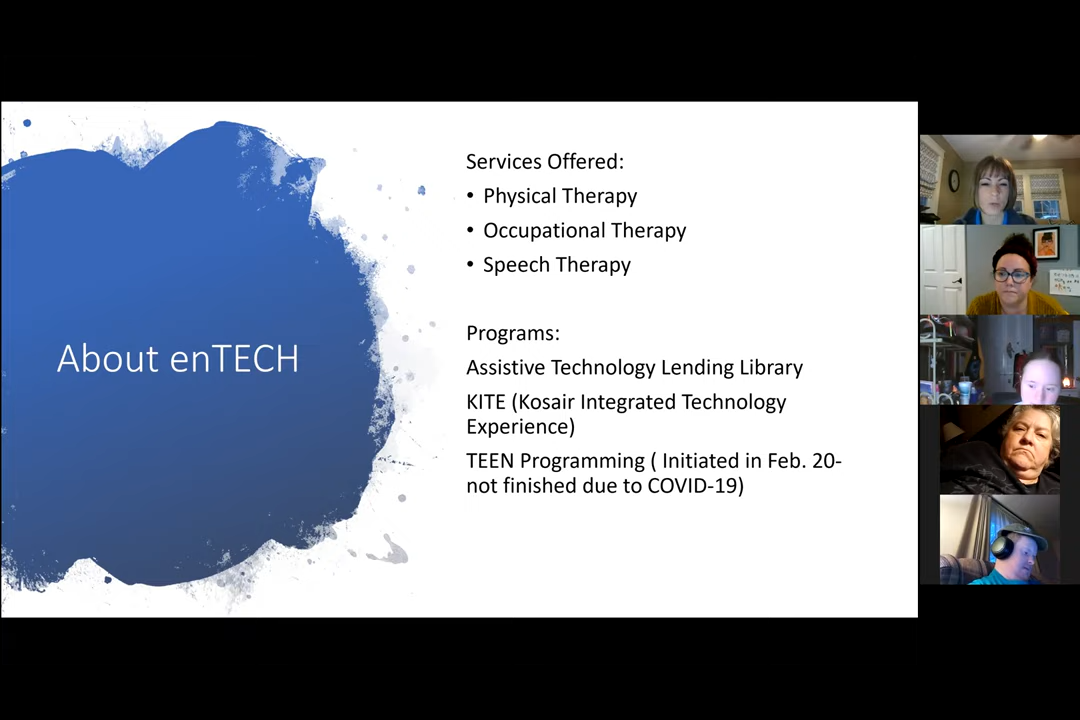 About enTECH
Services Offered:
• Physical Therapy
• Occupational Therapy
• Speech Therapy
Programs:
Assistive Technology Lending Library
KITE (Kosair Integrated Technology
Experience)
TEEN Programming ( Initiated in Feb. 20-
not finished due to COVID-19)